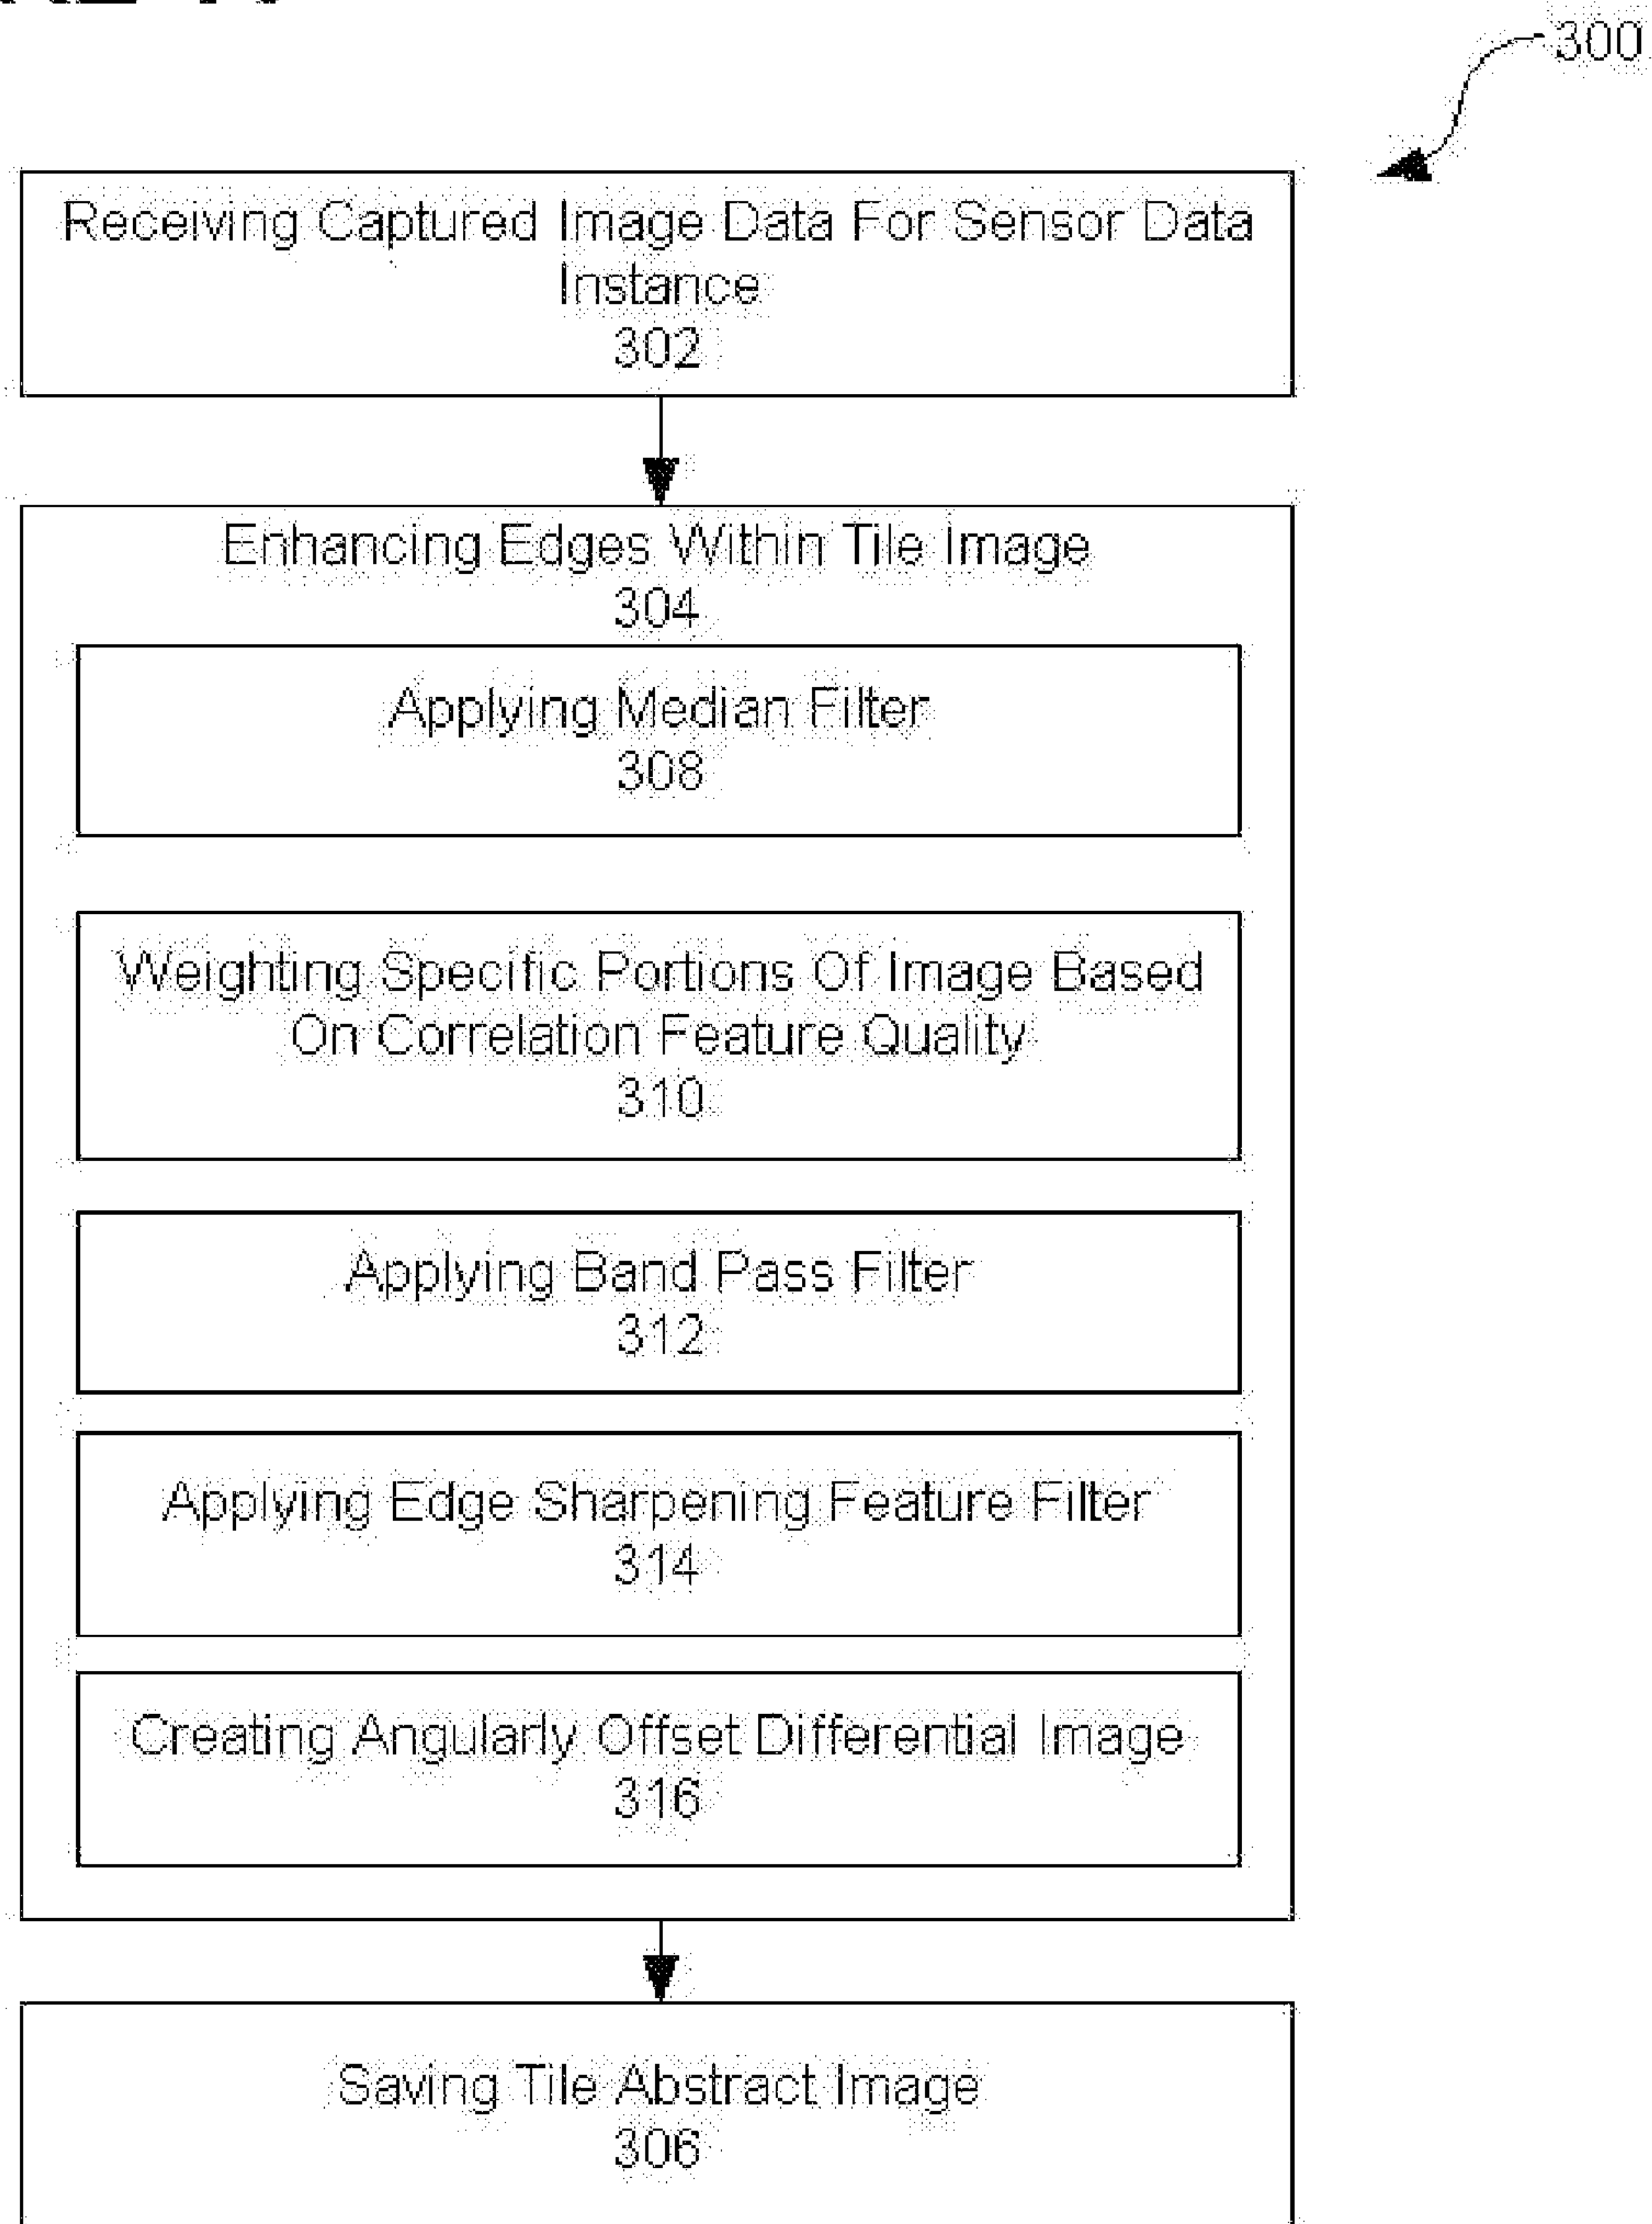 300
Receiving Captured Image Data For Sensor Data
Instance
302
Enhancing Edges Within Tile Image
304
Applying Median Filter
308
Weighting Specific Portions Of Image Based
On Correlation Feature Quality
310
Applying Band Pass Filter
312
Applying Edge Sharpening Feature Filter
314
Creating Angularly Offset Differential Image
316
Saving Tile Abstract Image
306